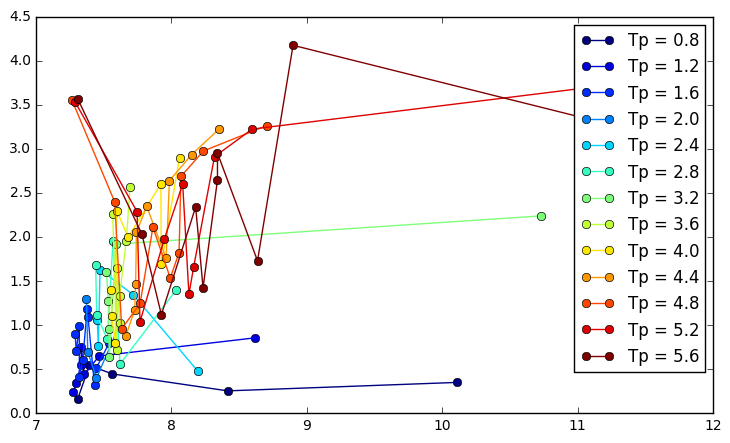 4.5
4.0
3.5
3.0
2.5
2.0
1.5
1.0
0.5
0.0
7 8 9 10 11 12
Tp = 0.8
Tp = 1.2
Tp = 1.6
Tp = 2.0
Tp = 2.4
Tp = 2.8
Tp = 3.2
Tp = 3.6
Tp = 4.0
Tp = 4.4
Tp = 4.8
Tp = 5.2
Tp = 5.6